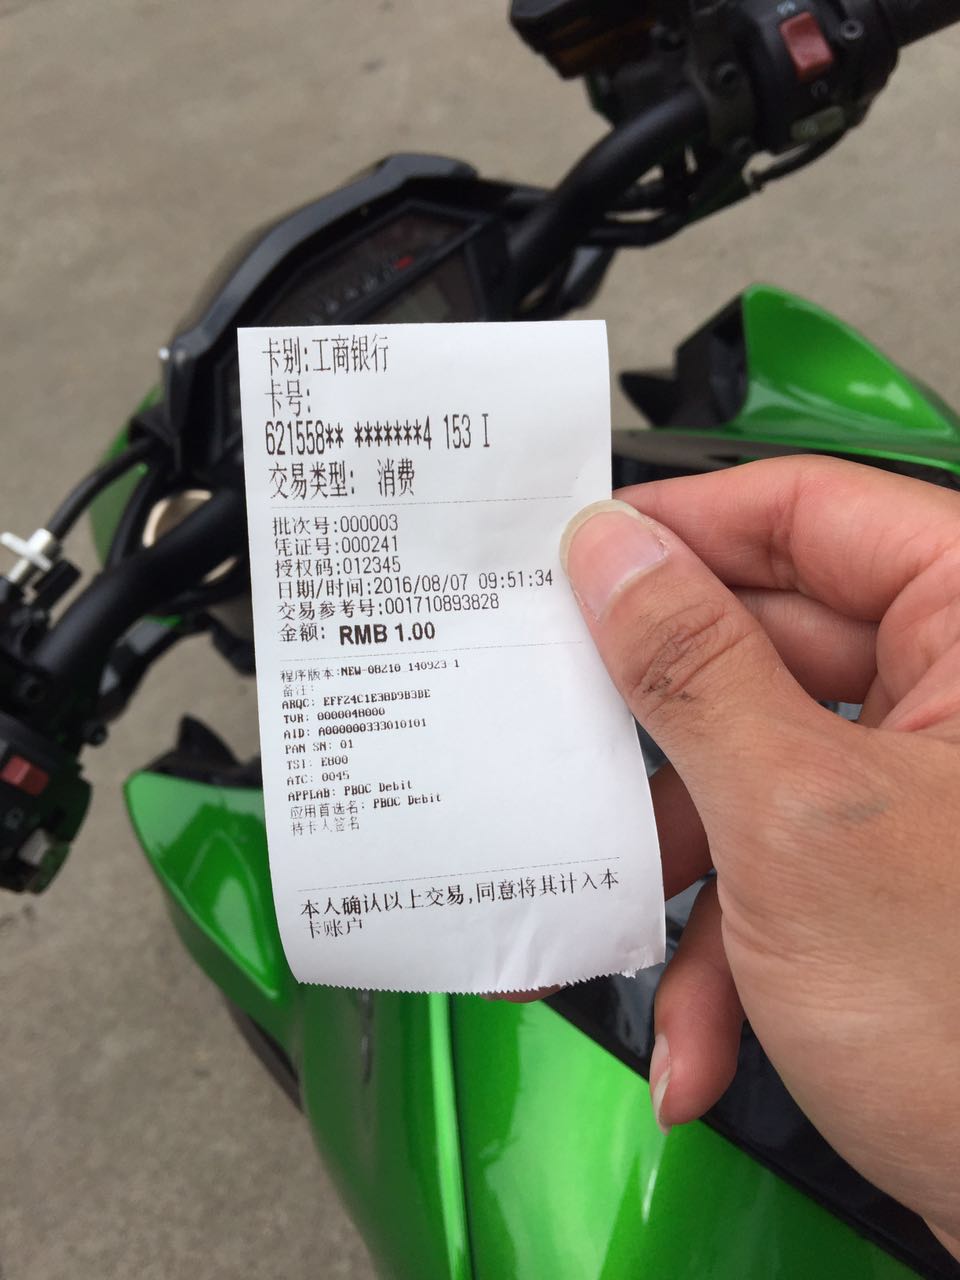 卡别:工商银行
卡号:
621558** *******4 153 I
交易类型: 消费
批次号:000003
凭证号:000241
授权码:012345
日期/时间:2016/08/07 09:51:34
交易参考号:001710893828
金额: RMB 1.00
程序版本:NEW-08210 140923-1
备注:
ARQC: EFF24C1E38D9B3BE
TVR: 0000048000
AID: A000000333010101
PAN SN: 01
TSI: E800
ATC: 0045
APPLAB: PBOC Debit
应用首选名: PBOC Debit
持卡人签名
本人确认以上交易,同意将其计入本
卡账户